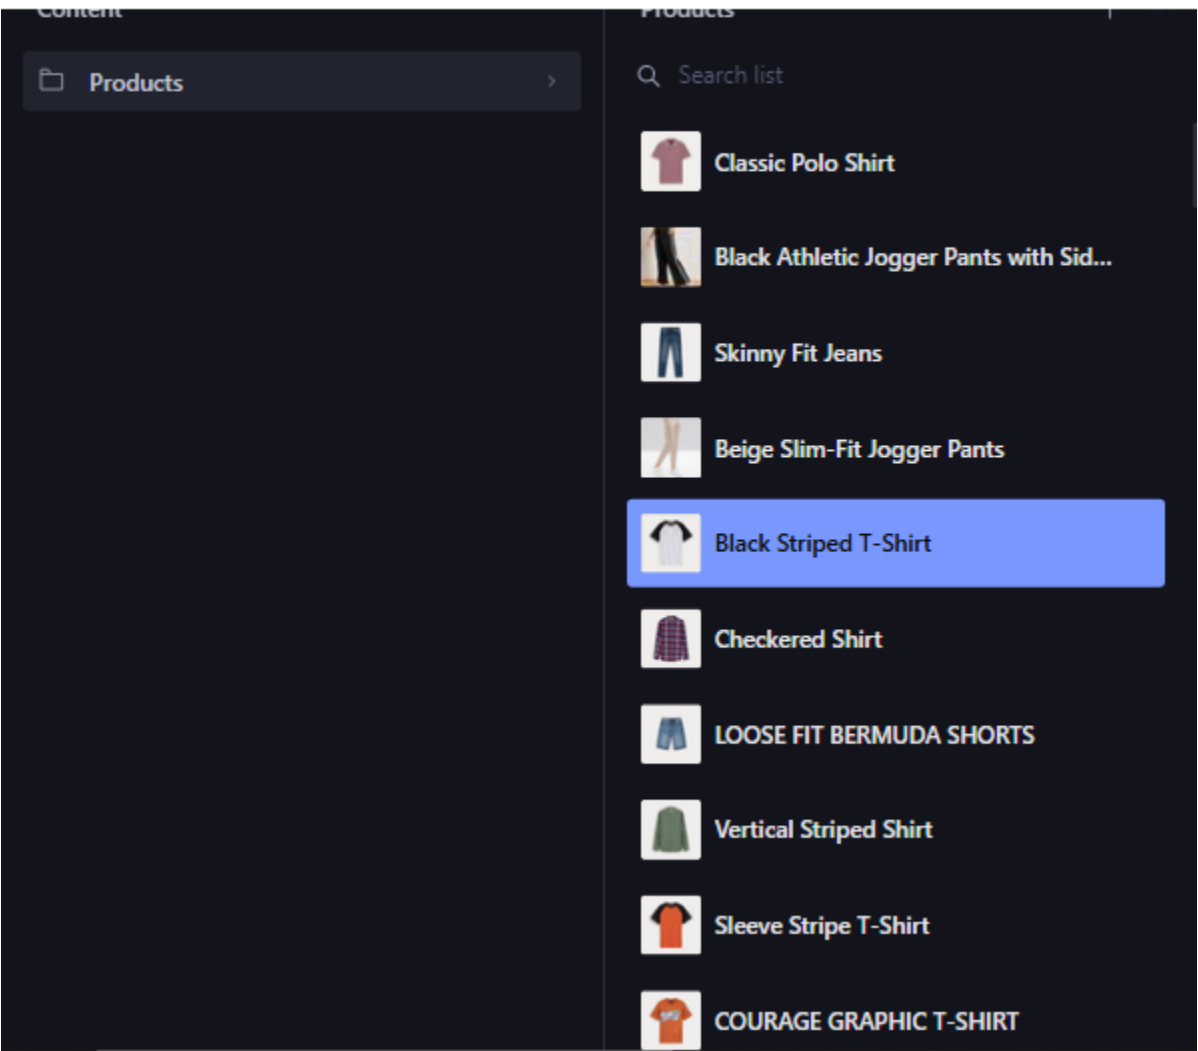 Content
Products
Products
Search list
Classic Polo Shirt
Black Athletic Jogger Pants with Sid...
Skinny Fit Jeans
Beige Slim-Fit Jogger Pants
Black Striped T-Shirt
Checkered Shirt
LOOSE FIT BERMUDA SHORTS
Vertical Striped Shirt
Sleeve Stripe T-Shirt
COURAGE GRAPHIC T-SHIRT